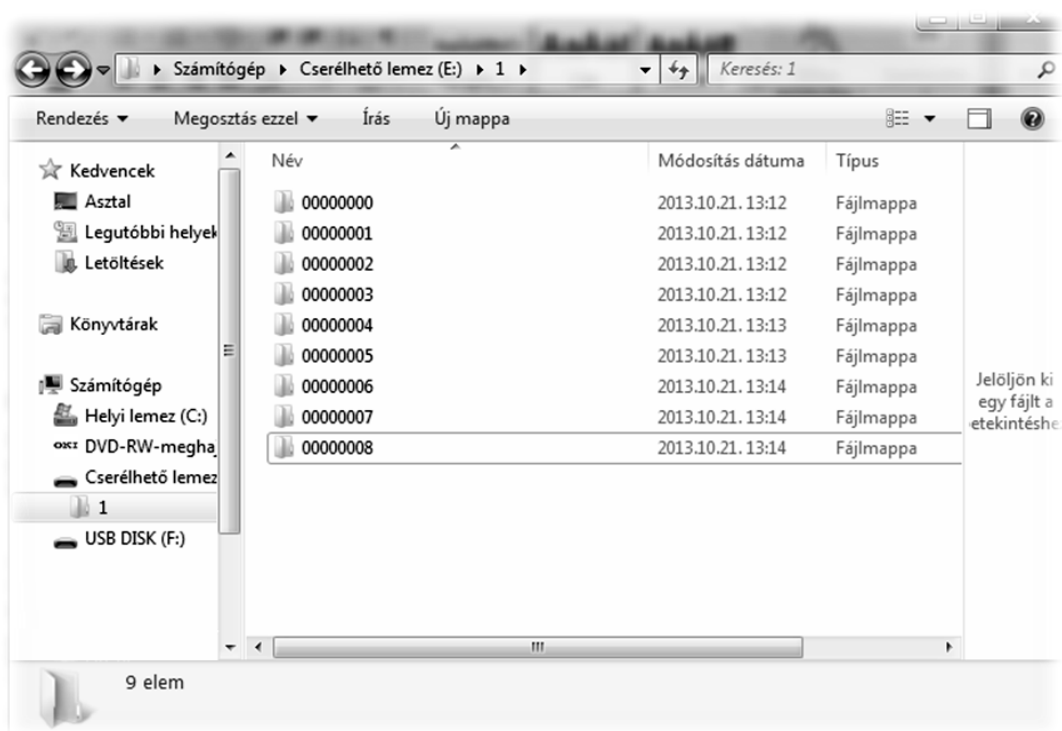 Számítógép ▸ Cserélhető lemez (E:) ▸ 1 ▸ Keresés: 1
Rendezés Megosztás ezzel Írás Új mappa
Kedvencek
Asztal
Legutóbbi helyek
Letöltések
Könyvtárak
Számítógép
Helyi lemez (C:)
DVD-RW-megha
Cserélhető lemez
1
USB DISK (F:)
Név Módosítás dátuma Típus
00000000 2013.10.21. 13:12 Fájlmappa
00000001 2013.10.21. 13:12 Fájlmappa
00000002 2013.10.21. 13:12 Fájlmappa
00000003 2013.10.21. 13:12 Fájlmappa
00000004 2013.10.21. 13:13 Fájlmappa
00000005 2013.10.21. 13:13 Fájlmappa
00000006 2013.10.21. 13:14 Fájlmappa
00000007 2013.10.21. 13:14 Fájlmappa
00000008 2013.10.21. 13:14 Fájlmappa
Jelöljön ki
egy fájlt a
etekintéshe
9 elem